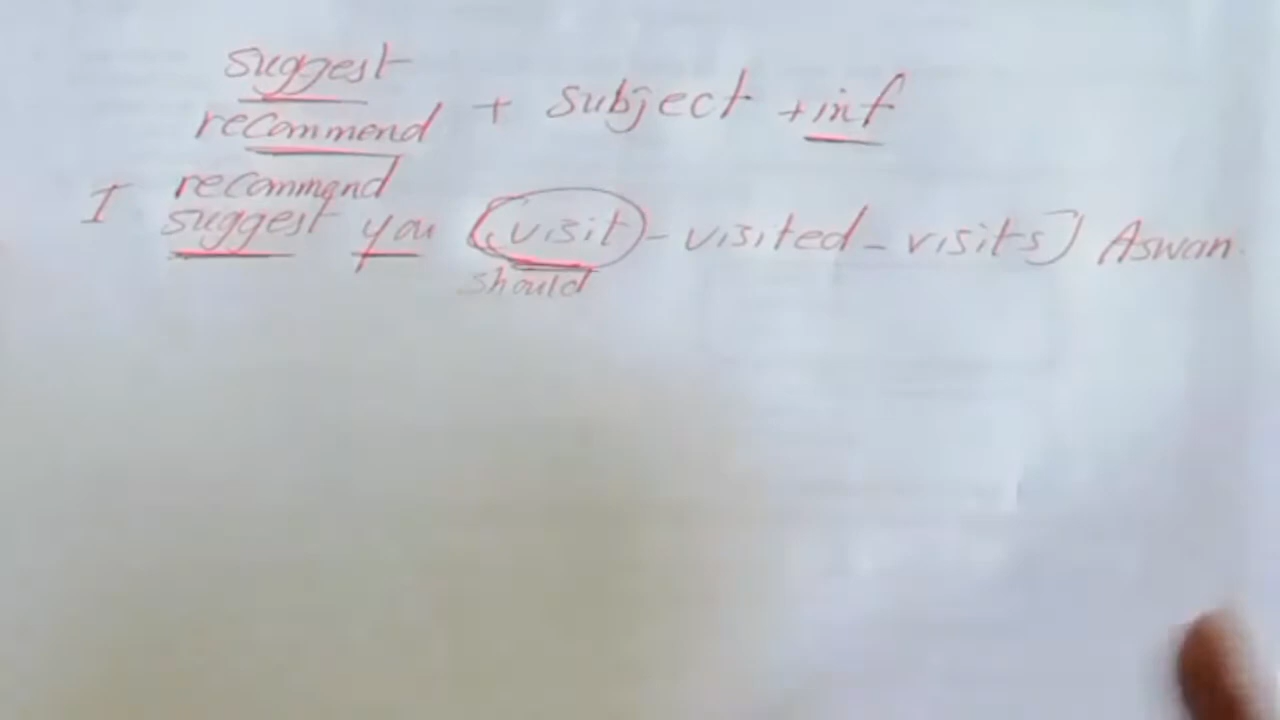 suggest
recommend + subject + inf
recommend
I suggest you (visit - visited - visits) Aswan.
should